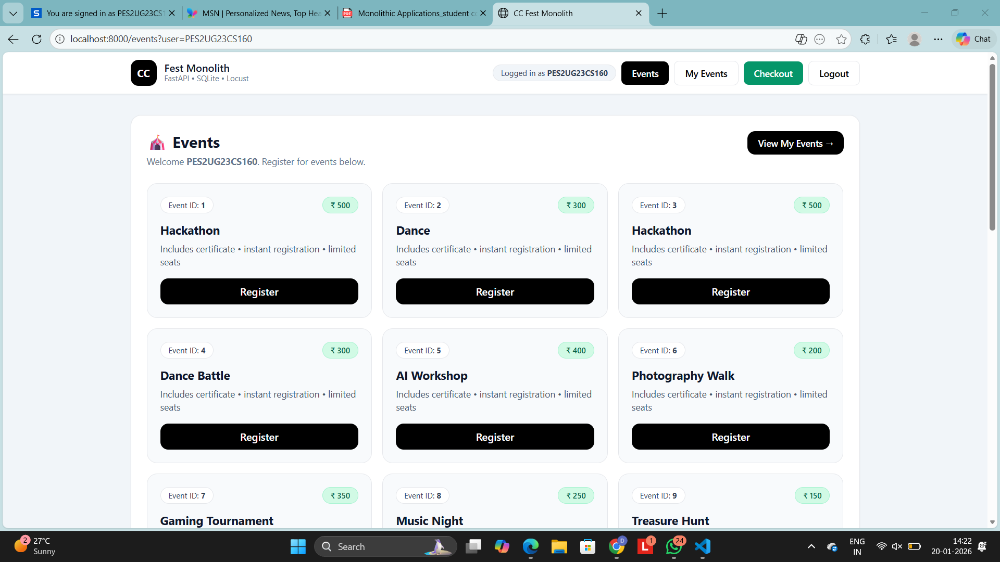 You are signed in as PES2UG23CS1
MSN | Personalized News, Top Hea
Monolithic Applications_student co
CC Fest Monolith
localhost:8000/events?user=PES2UG23CS160
Chat
CC
Fest Monolith
FastAPI • SQLite • Locust
Logged in as PES2UG23CS160
Events
My Events
Checkout
Logout
Events
View My Events →
Welcome PES2UG23CS160. Register for events below.
Event ID: 1
₹ 500
Hackathon
Includes certificate • instant registration • limited
seats
Register
Event ID: 2
₹ 300
Dance
Includes certificate • instant registration • limited
seats
Register
Event ID: 3
₹ 500
Hackathon
Includes certificate • instant registration • limited
seats
Register
Event ID: 4
₹ 300
Dance Battle
Includes certificate • instant registration • limited
seats
Register
Event ID: 5
₹ 400
AI Workshop
Includes certificate • instant registration • limited
seats
Register
Event ID: 6
₹ 200
Photography Walk
Includes certificate • instant registration • limited
seats
Register
Event ID: 7
₹ 350
Gaming Tournament
Event ID: 8
₹ 250
Music Night
Event ID: 9
₹ 150
Treasure Hunt
2
27°C
Sunny
Search
D
L
1
24
ENG
IN
14:22
20-01-2026